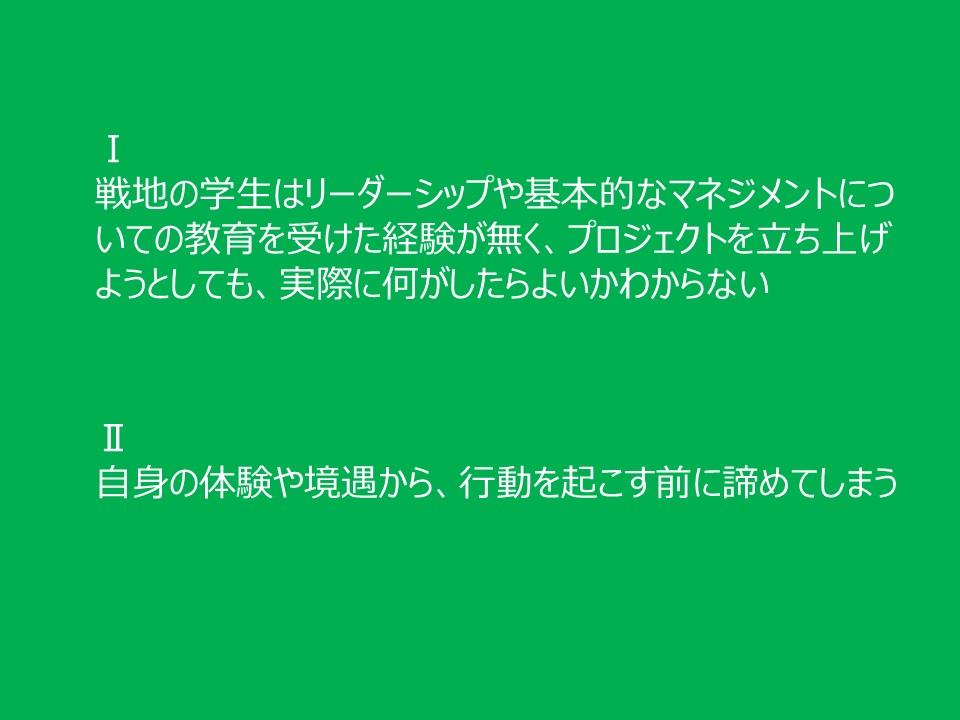 Ⅰ
戦地の学生はリーダーシップや基本的なマネジメントにつ
いての教育を受けた経験が無く、プロジェクトを立ち上げ
ようとしても、実際に何がしたらよいかわからない
Ⅱ
自身の体験や境遇から、行動を起こす前に諦めてしまう